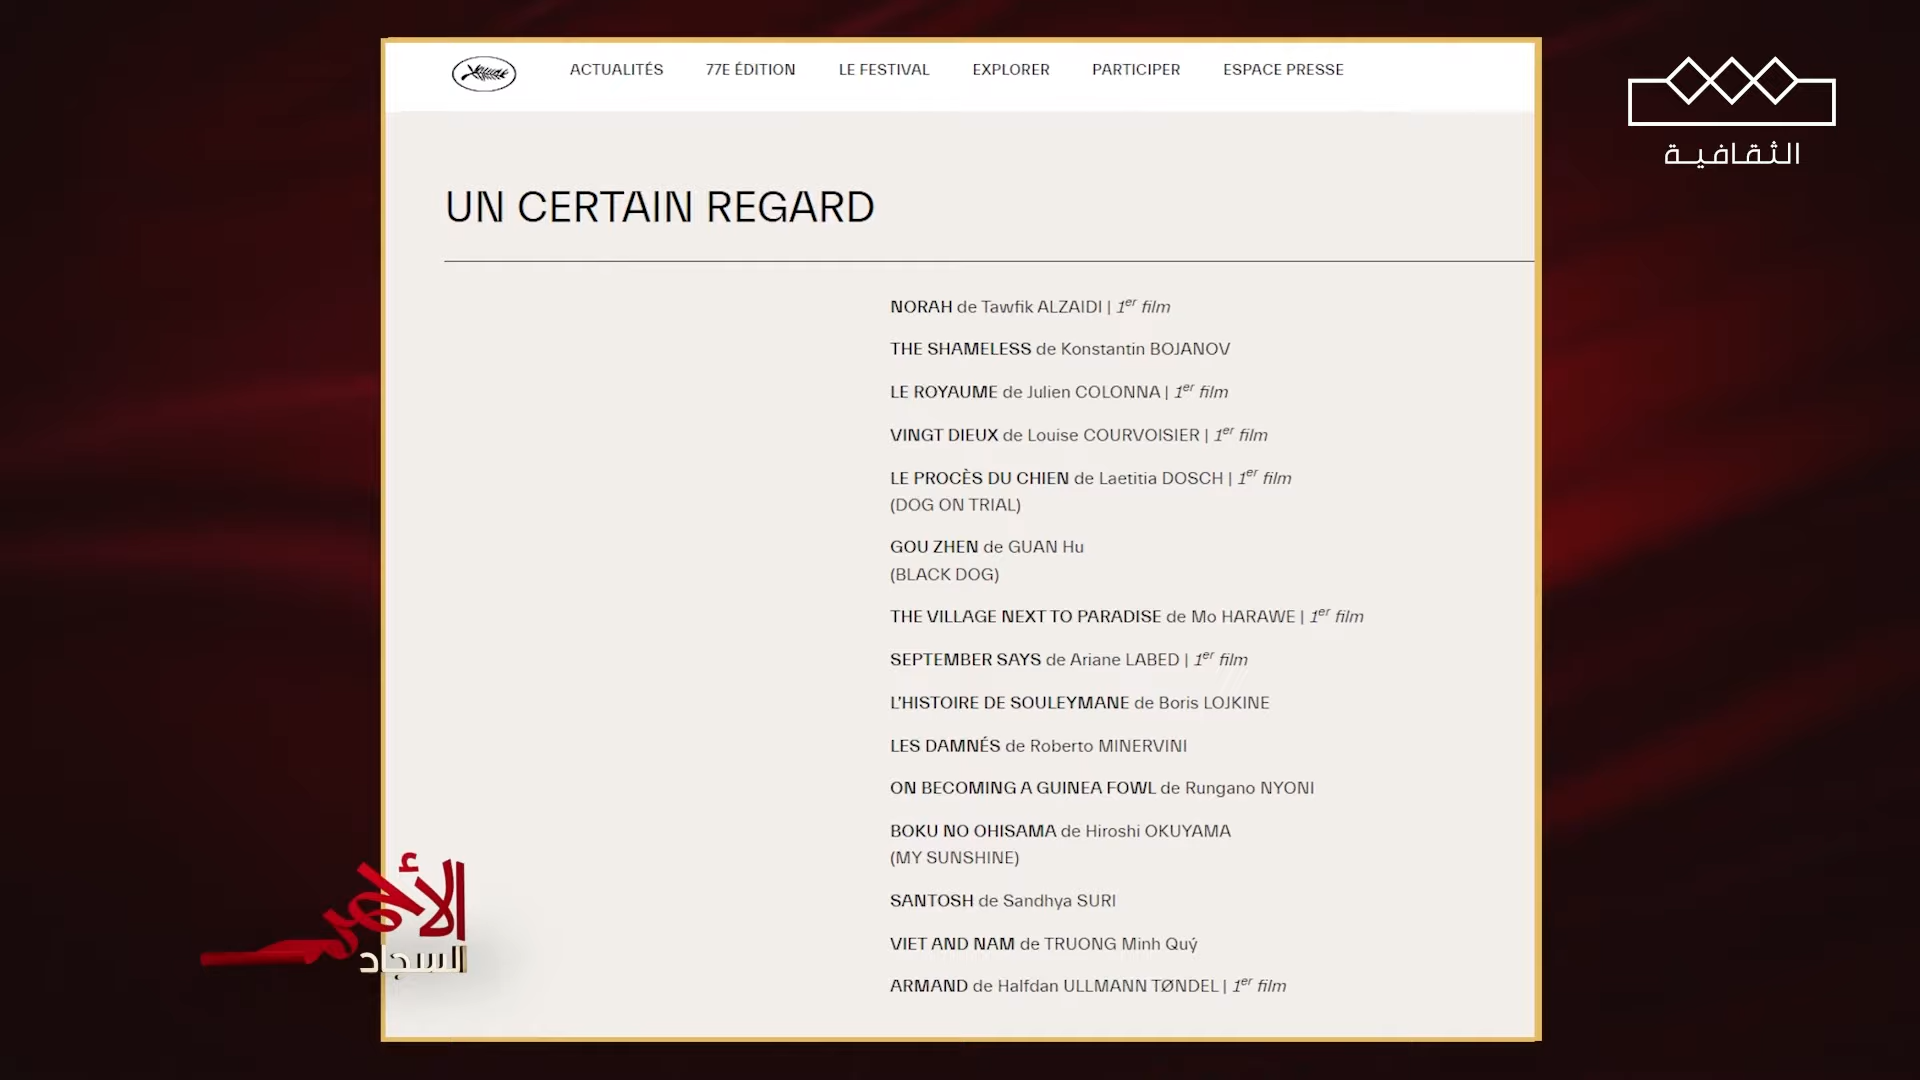 ACTUALITÉS 77E ÉDITION LE FESTIVAL EXPLORER PARTICIPER ESPACE PRESSE
الثقافية
UN CERTAIN REGARD
NORAH de Tawfik ALZAIDI | 1er film
THE SHAMELESS de Konstantin BOJANOV
LE ROYAUME de Julien COLONNA | 1er film
VINGT DIEUX de Louise COURVOISIER | 1er film
LE PROCÈS DU CHIEN de Laetitia DOSCH | 1er film
(DOG ON TRIAL)
GOU ZHEN de GUAN Hu
(BLACK DOG)
THE VILLAGE NEXT TO PARADISE de Mo HARAWE | 1er film
SEPTEMBER SAYS de Ariane LABED | 1er film
L'HISTOIRE DE SOULEYMANE de Boris LOJKINE
LES DAMNÉS de Roberto MINERVINI
ON BECOMING A GUINEA FOWL de Rungano NYONI
BOKU NO OHISAMA de Hiroshi OKUYAMA
(MY SUNSHINE)
SANTOSH de Sandhya SURI
VIET AND NAM de TRUONG Minh Quý
ARMAND de Halfdan ULLMANN TØNDEL | 1er film
الأحمر
السجاد